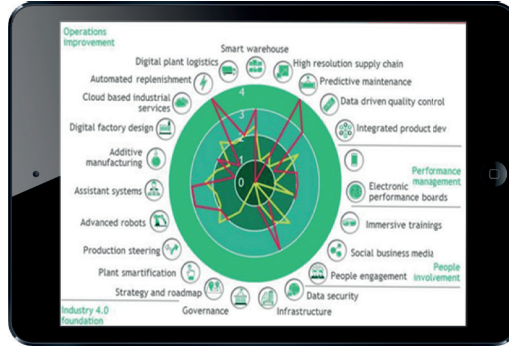 Operations
improvement
Smart warehouse
Digital plant logistics
High resolution supply chain
Automated replenishment
Predictive maintenance
Cloud based industrial
services
Data driven quality control
Digital factory design
Integrated product dev
Additive
manufacturing
Performance
management
Assistant systems
Electronic
performance boards
Advanced robots
Immersive trainings
Production steering
Social business media
Plant smartification
People engagement
People
involvement
Strategy and roadmap
Data security
Industry 4.0
foundation
Governance
Infrastructure
4
3
1
0